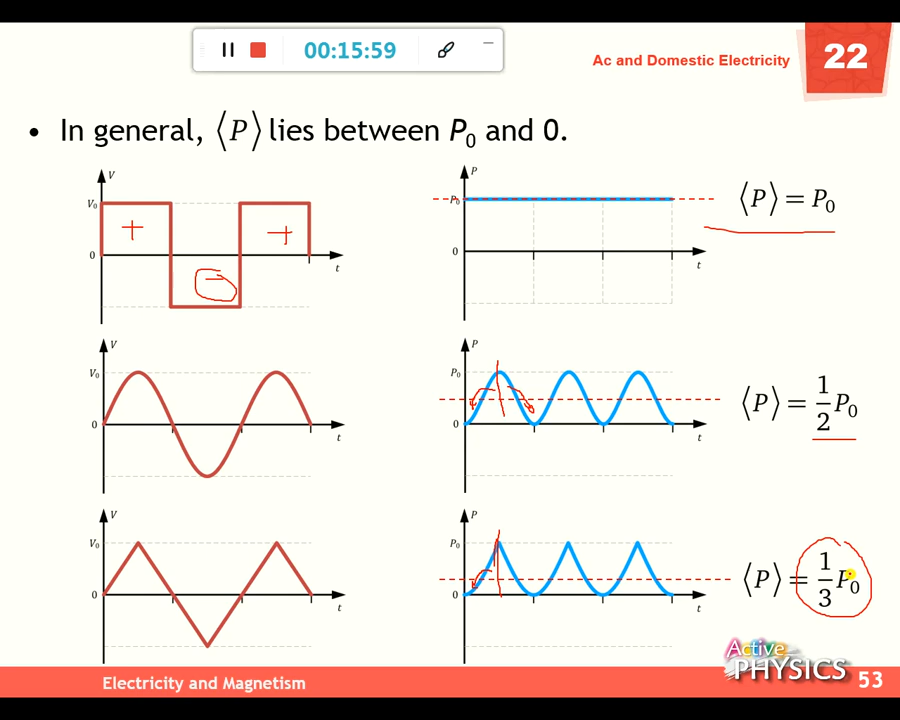 00:15:59
Ac and Domestic Electricity
22
• In general, ⟨P⟩ lies between P₀ and 0.
V
V₀
+
+
−
0
t
P
P₀
0
t
⟨P⟩ = P₀
V
V₀
0
t
P
P₀
0
t
⟨P⟩ = 1/2 P₀
V
V₀
0
t
P
P₀
0
t
⟨P⟩ = 1/3 P₀
Active
PHYSICS
Electricity and Magnetism
53